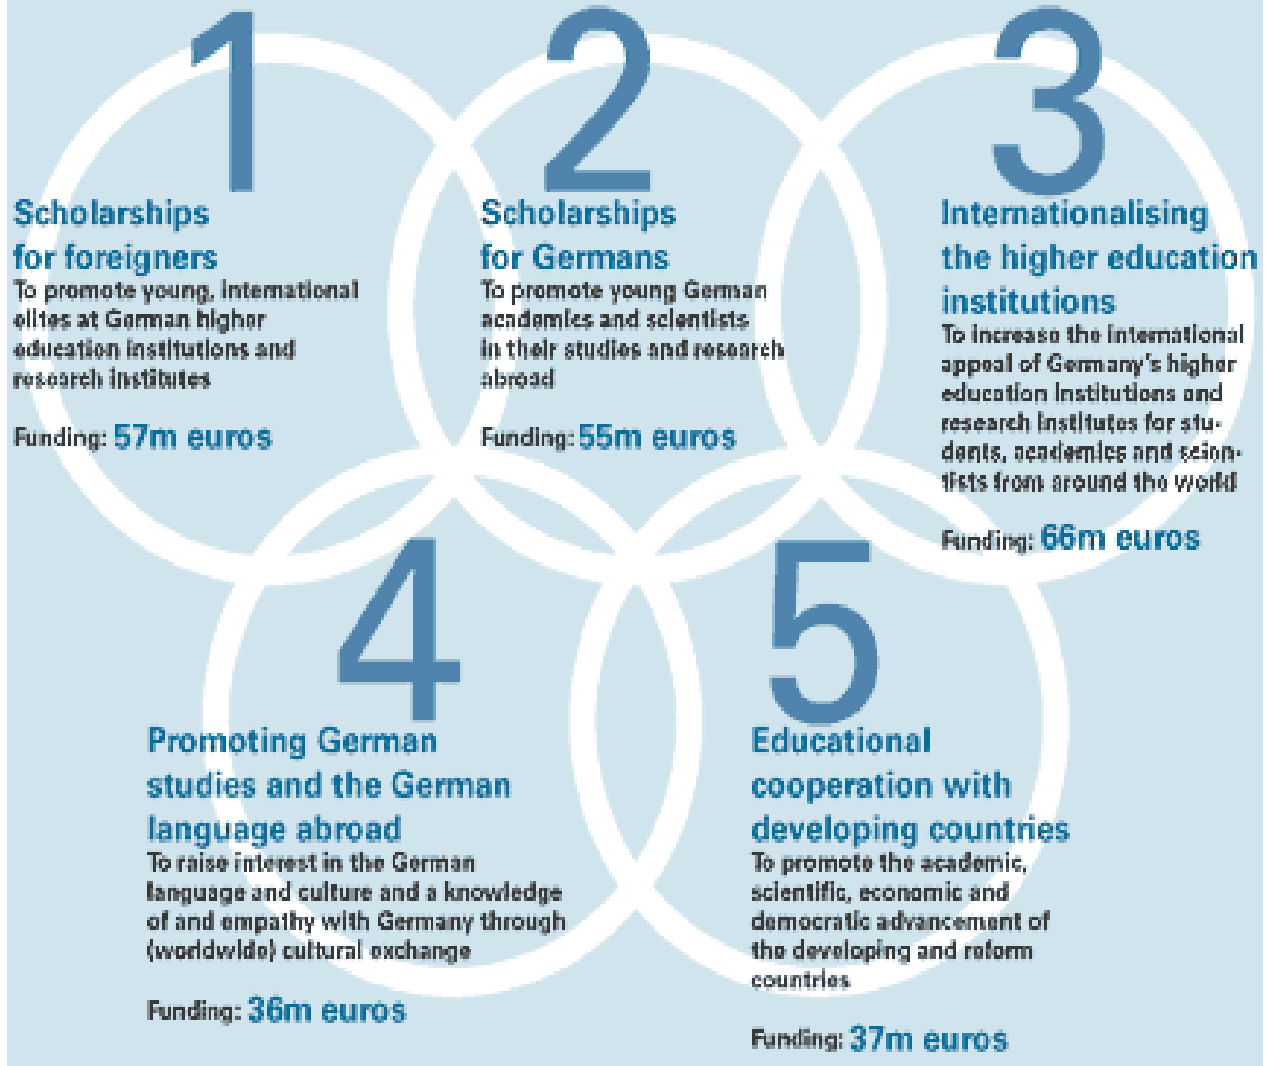 1
Scholarships
for foreigners
To promote young, international
elites at German higher
education institutions and
research institutes
Funding: 57m euros
2
Scholarships
for Germans
To promote young German
academics and scientists
in their studies and research
abroad
Funding: 55m euros
3
Internationalising
the higher education
institutions
To increase the international
appeal of Germany's higher
education institutions and
research institutes for stu-
dents, academics and scien-
tists from around the world
Funding: 66m euros
4
Promoting German
studies and the German
language abroad
To raise interest in the German
language and culture and a knowledge
of and empathy with Germany through
(worldwide) cultural exchange
Funding: 36m euros
5
Educational
cooperation with
developing countries
To promote the academic,
scientific, economic and
democratic advancement of
the developing and reform
countries
Funding: 37m euros